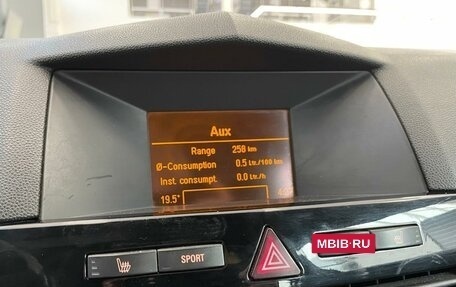 Aux
Range 258 km
Ø-Consumption 0.5 Ltr./100 km
Inst. consumpt. 0.0 Ltr./h
19.5°
SPORT
MBIB·RU